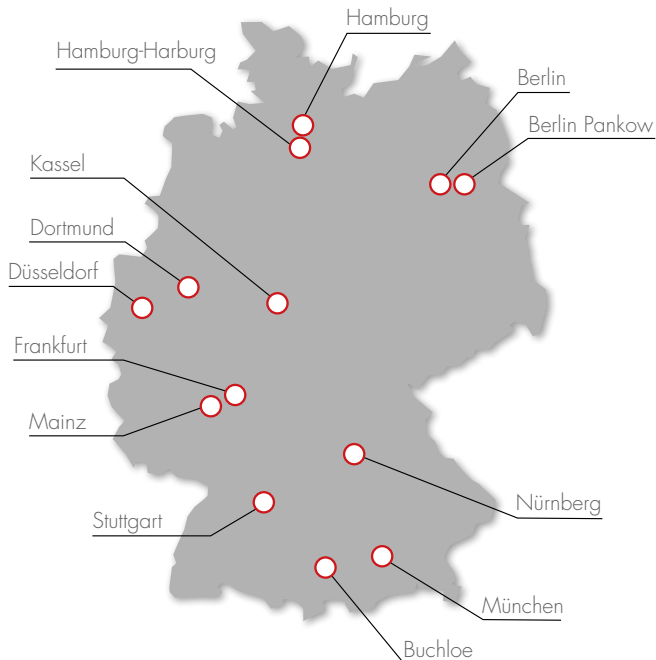 Hamburg
Hamburg-Harburg
Berlin
Berlin Pankow
Kassel
Dortmund
Düsseldorf
Frankfurt
Mainz
Nürnberg
Stuttgart
München
Buchloe